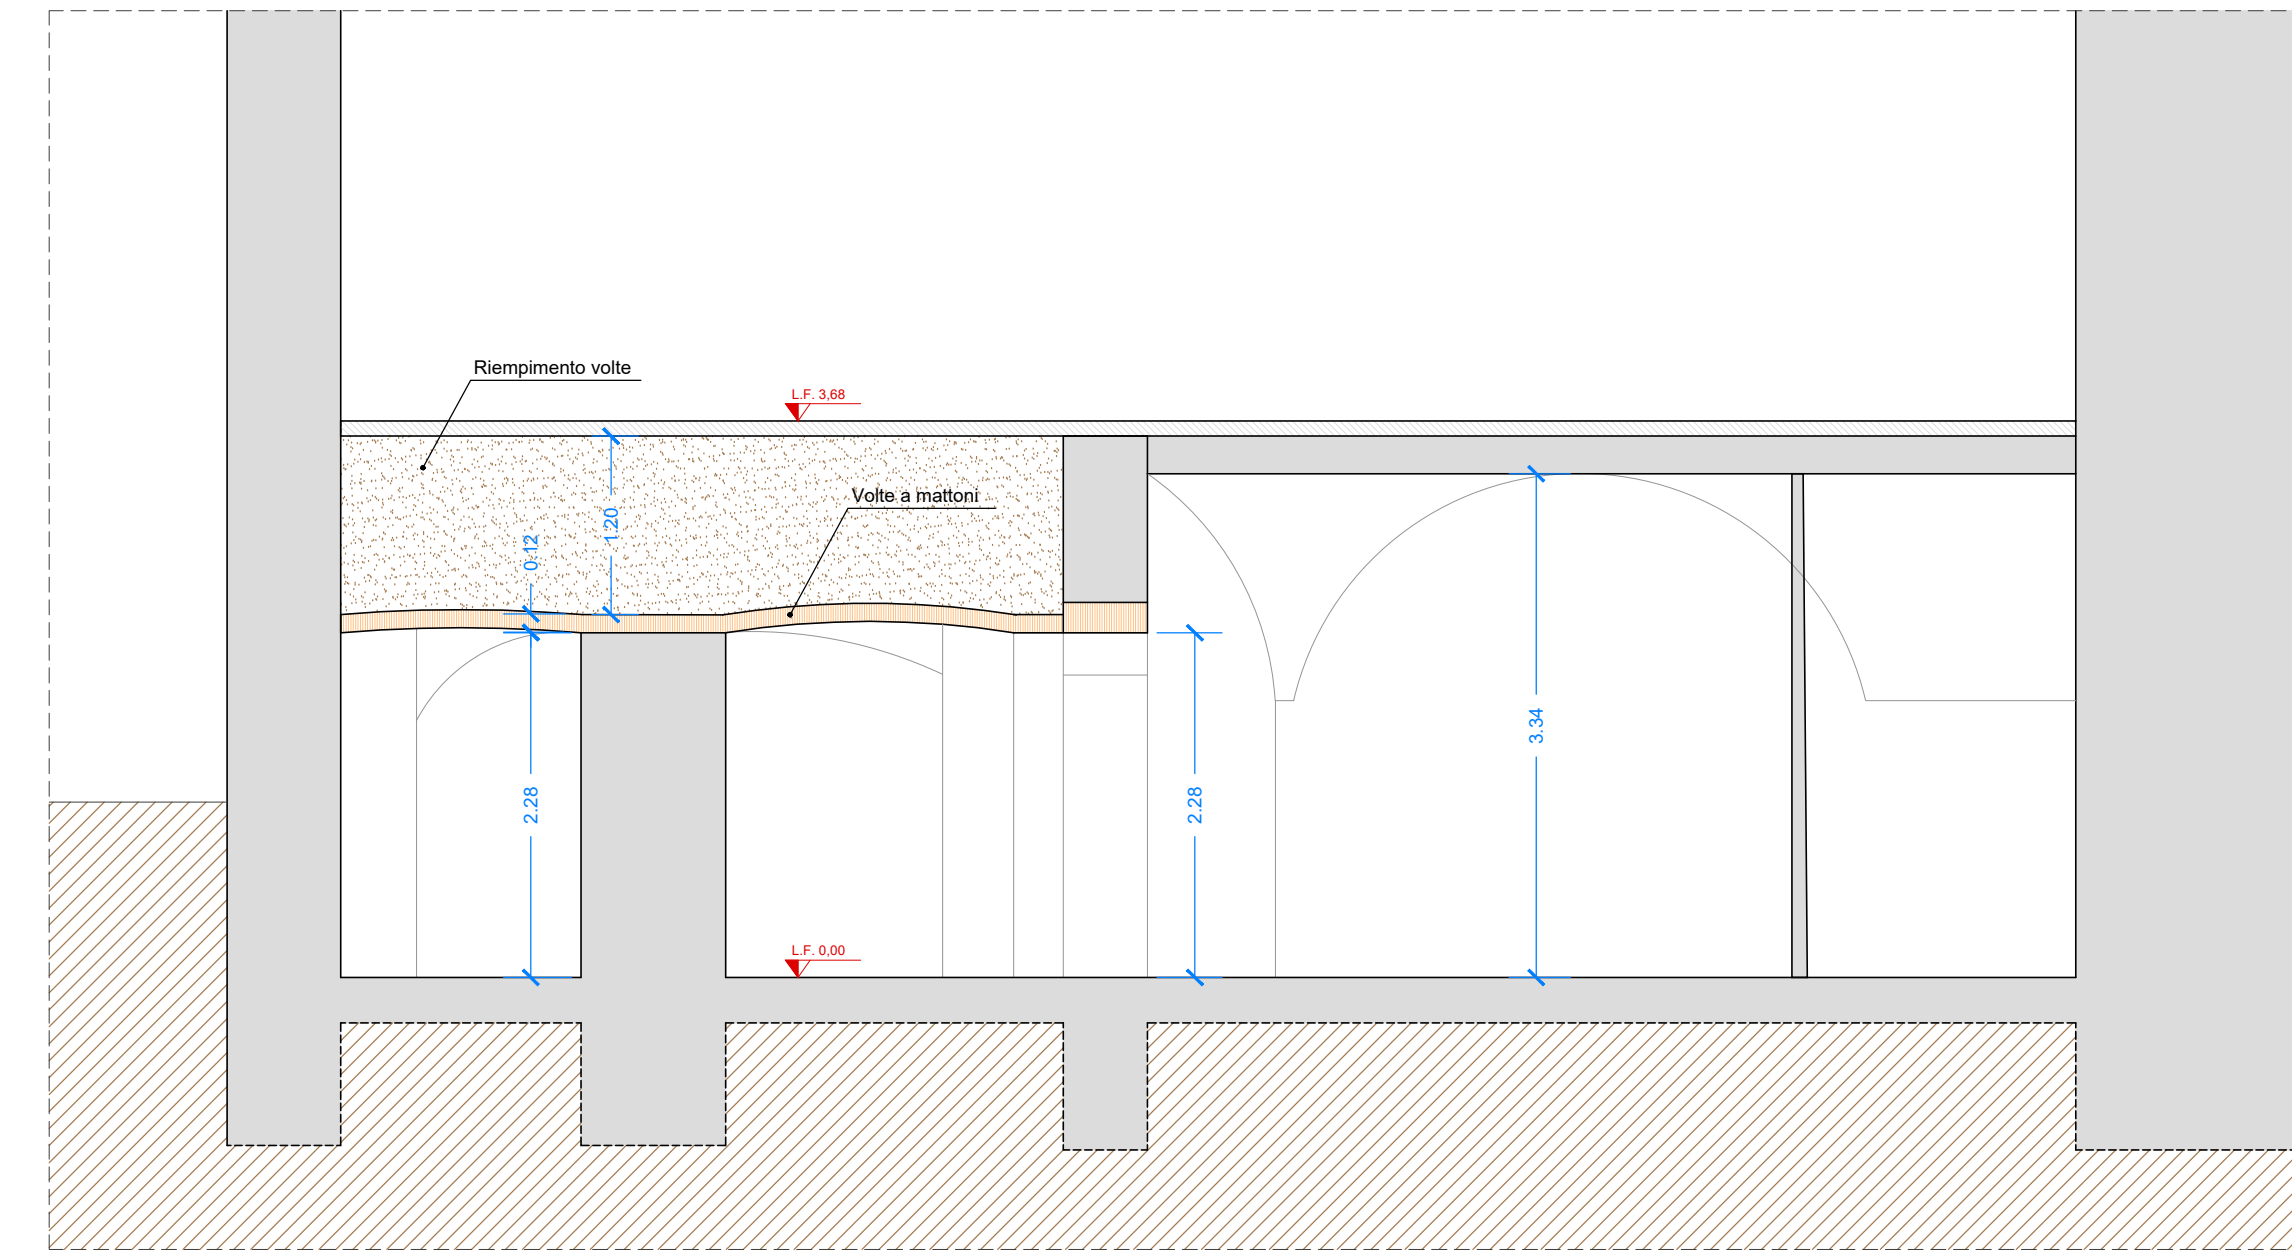 Riempimento volte
L.F. 3,68
Volte a mattoni
1.20
0.12
3.34
2.28
2.28
L.F. 0,00